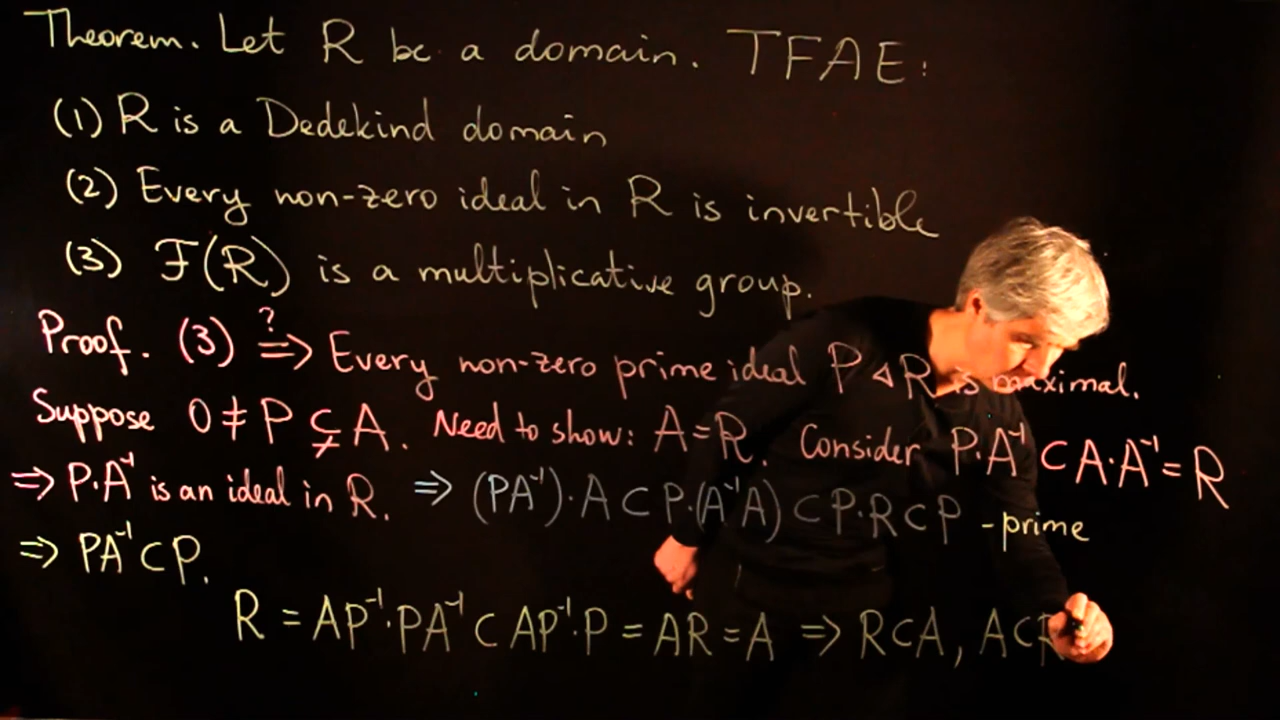 Theorem. Let R be a domain. TFAE:
(1) R is a Dedekind domain
(2) Every non-zero ideal in R is invertible
(3) F(R) is a multiplicative group.
Proof. (3) ?⇒ Every non-zero prime ideal P ◁ R is maximal.
Suppose 0 ≠ P ⊊ A. Need to show: A = R. Consider P·A⁻¹ ⊂ A·A⁻¹ = R
⇒ P·A⁻¹ is an ideal in R. ⇒ (PA⁻¹)·A ⊂ P·(A⁻¹A) ⊂ P·R ⊂ P - prime
⇒ PA⁻¹ ⊂ P.
R = AP⁻¹·PA⁻¹ ⊂ AP⁻¹·P = AR = A ⇒ R ⊂ A, A ⊂ R